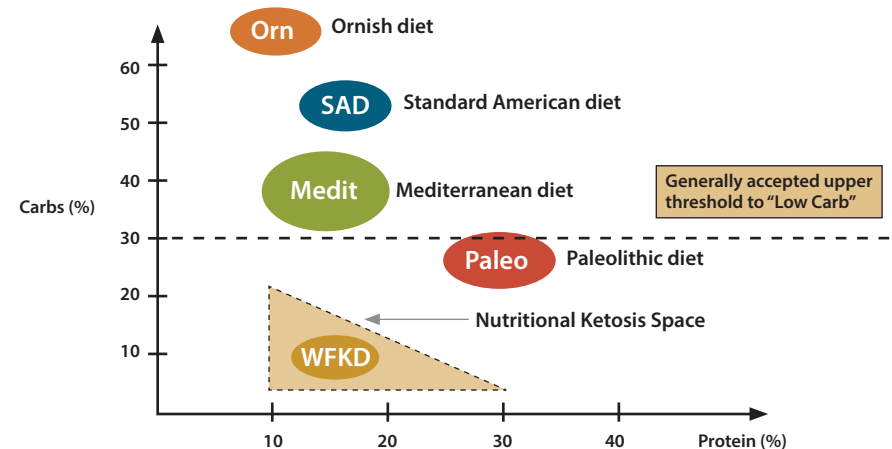 Orn
Ornish diet
60
SAD
Standard American diet
50
40
Medit
Mediterranean diet
Generally accepted upper
threshold to “Low Carb”
Carbs (%)
30
Paleo
Paleolithic diet
20
Nutritional Ketosis Space
10
WFKD
10
20
30
40
Protein (%)